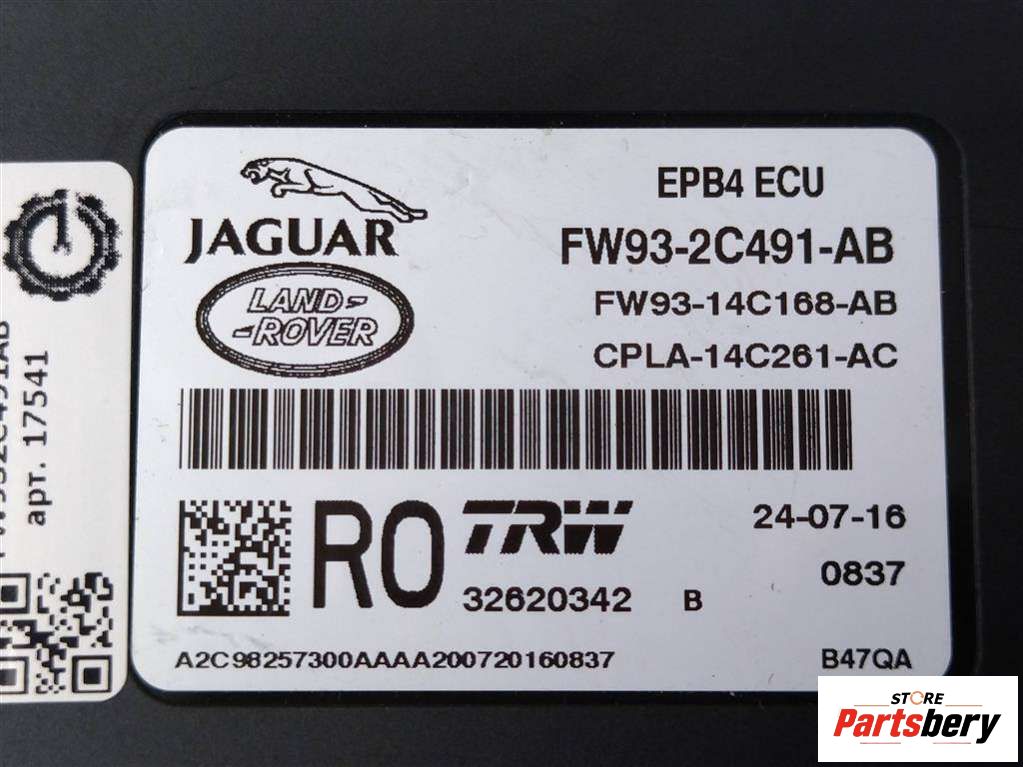 JAGUAR
LAND-
-ROVER
EPB4 ECU
FW93-2C491-AB
FW93-14C168-AB
CPLA-14C261-AC
RO
TRW
32620342 B
24-07-16
0837
A2C98257300AAAA200720160837
B47QA
арт. 17541
STORE
Partsbery